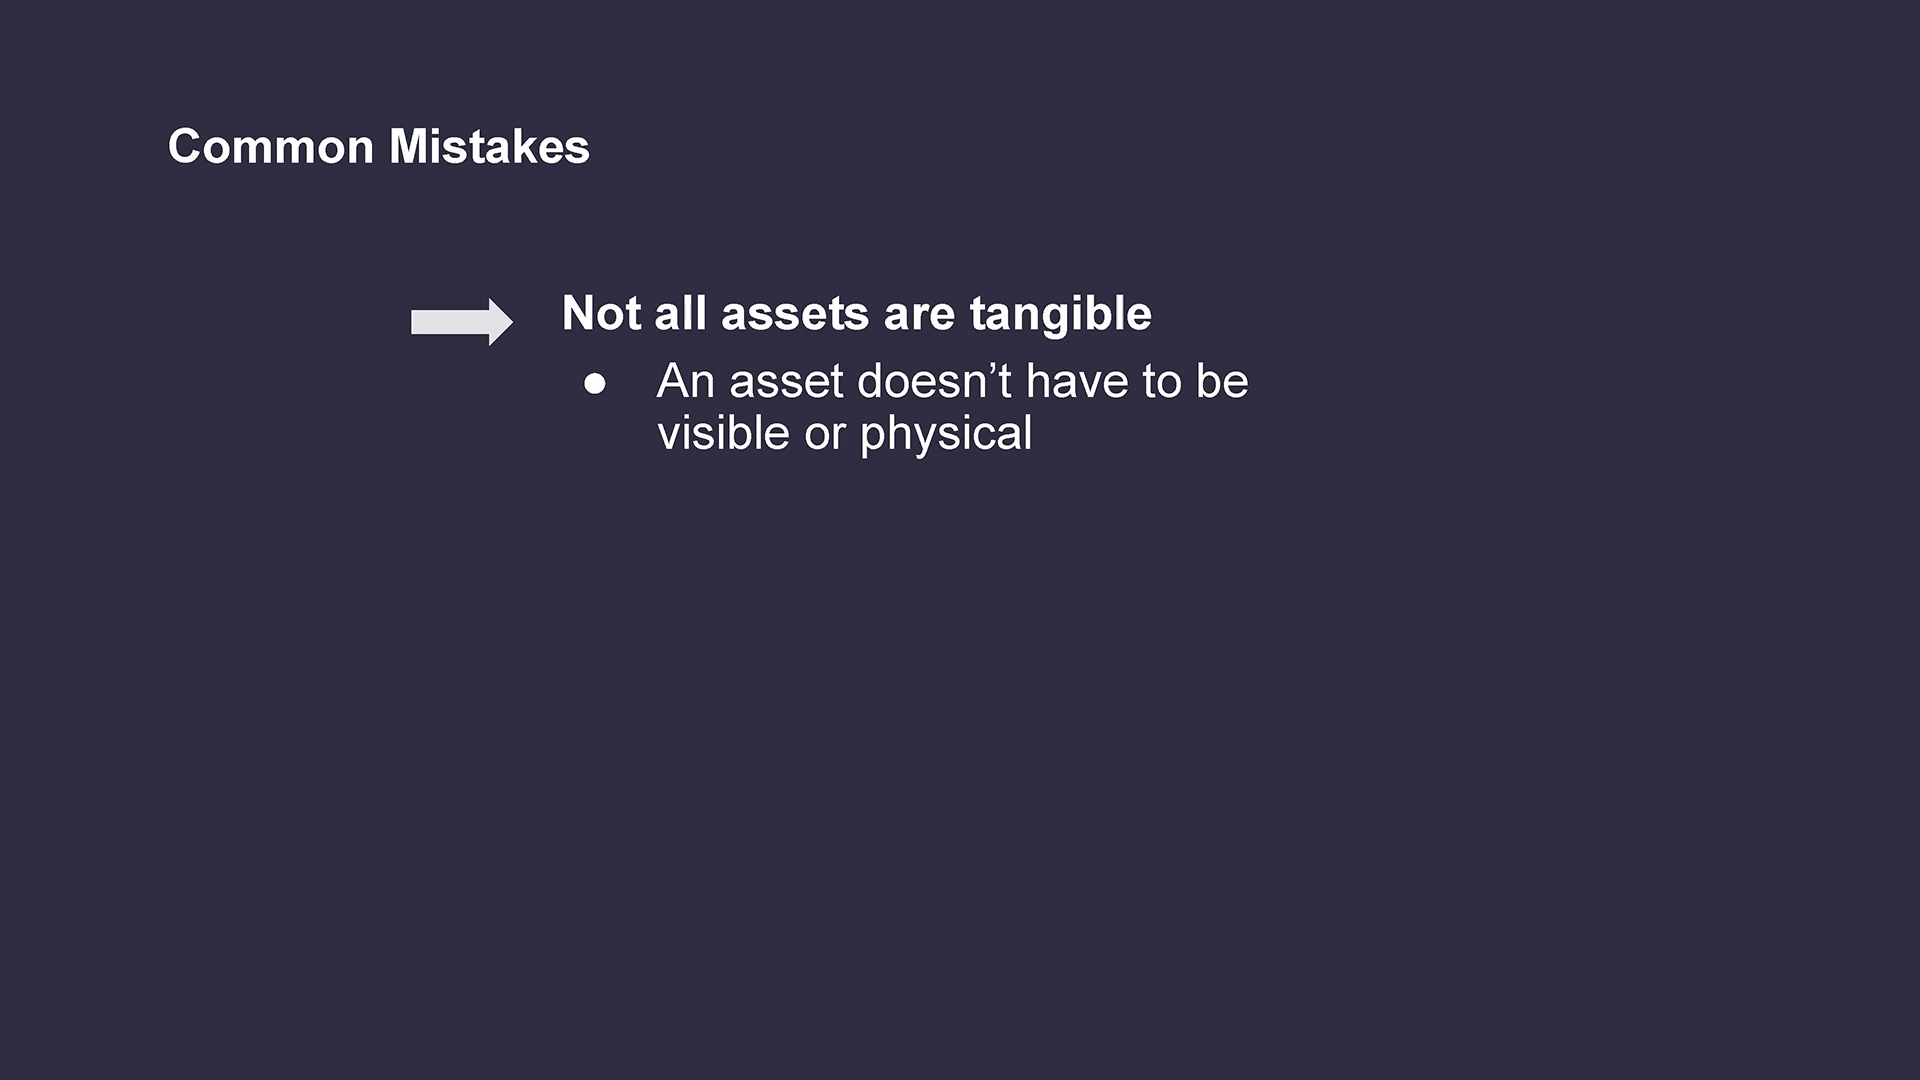 Common Mistakes
Not all assets are tangible
● An asset doesn’t have to be
visible or physical